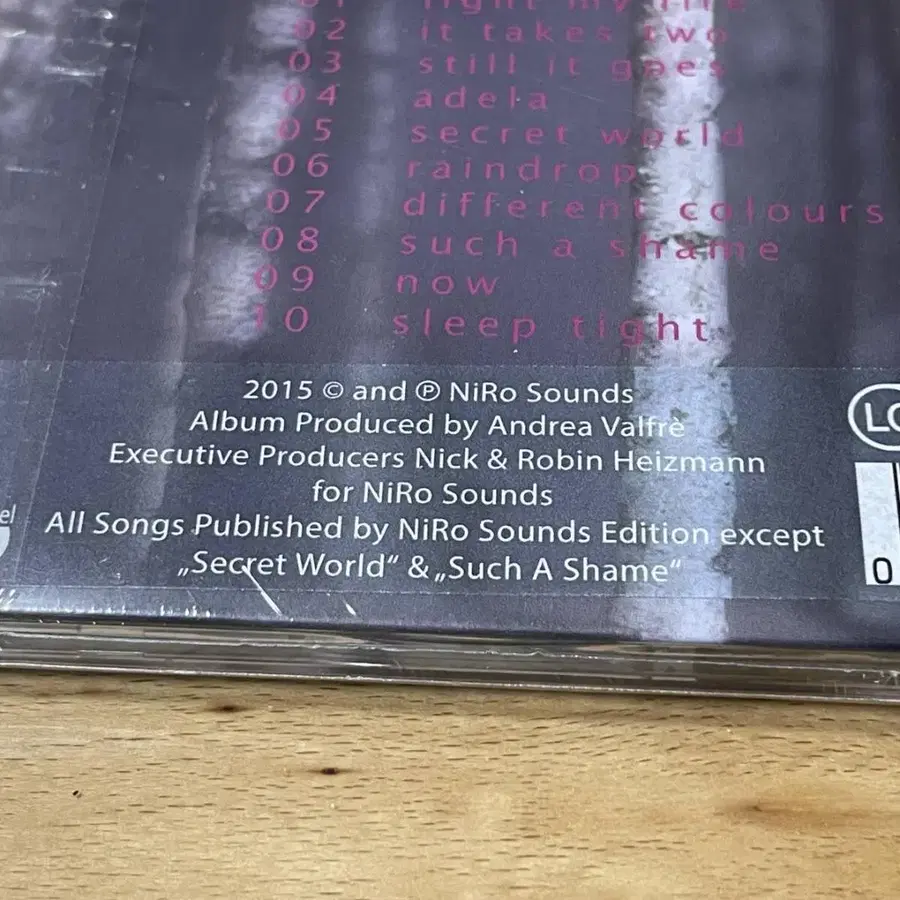 02 it takes two
03 still it goes
04 adela
05 secret world
06 raindrop
07 different colours
08 such a shame
09 now
10 sleep tight
2015 © and ℗ NiRo Sounds
Album Produced by Andrea Valfrè
Executive Producers Nick & Robin Heizmann
for NiRo Sounds
All Songs Published by NiRo Sounds Edition except
„Secret World“ & „Such A Shame“
LC
0